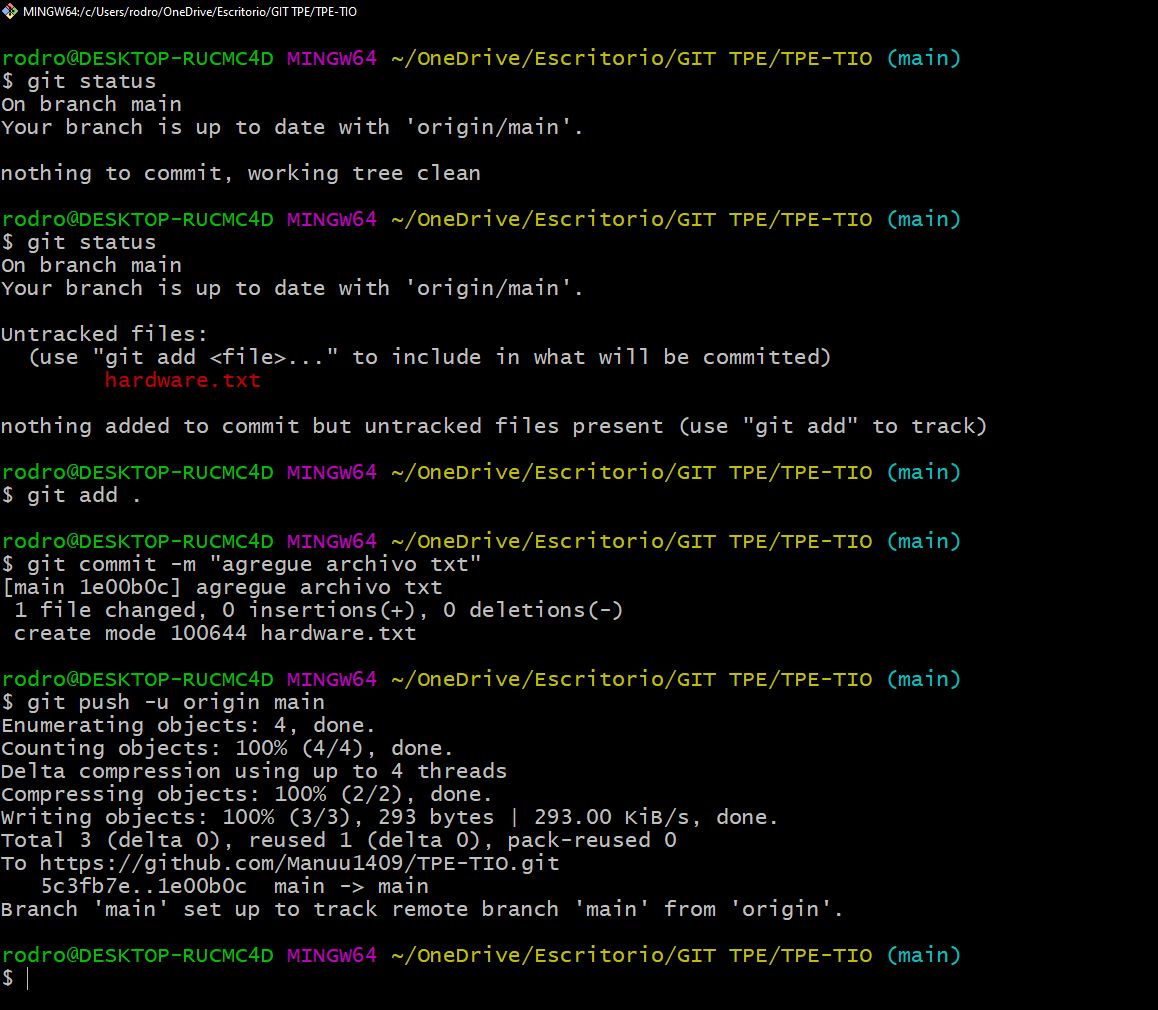 MINGW64:/c/Users/rodro/OneDrive/Escritorio/GIT TPE/TPE-TIO
rodro@DESKTOP-RUCMC4D MINGW64 ~/OneDrive/Escritorio/GIT TPE/TPE-TIO (main)
$ git status
On branch main
Your branch is up to date with 'origin/main'.
nothing to commit, working tree clean
rodro@DESKTOP-RUCMC4D MINGW64 ~/OneDrive/Escritorio/GIT TPE/TPE-TIO (main)
$ git status
On branch main
Your branch is up to date with 'origin/main'.
Untracked files:
  (use "git add <file>..." to include in what will be committed)
        hardware.txt
nothing added to commit but untracked files present (use "git add" to track)
rodro@DESKTOP-RUCMC4D MINGW64 ~/OneDrive/Escritorio/GIT TPE/TPE-TIO (main)
$ git add .
rodro@DESKTOP-RUCMC4D MINGW64 ~/OneDrive/Escritorio/GIT TPE/TPE-TIO (main)
$ git commit -m "agregue archivo txt"
[main 1e00b0c] agregue archivo txt
 1 file changed, 0 insertions(+), 0 deletions(-)
 create mode 100644 hardware.txt
rodro@DESKTOP-RUCMC4D MINGW64 ~/OneDrive/Escritorio/GIT TPE/TPE-TIO (main)
$ git push -u origin main
Enumerating objects: 4, done.
Counting objects: 100% (4/4), done.
Delta compression using up to 4 threads
Compressing objects: 100% (2/2), done.
Writing objects: 100% (3/3), 293 bytes | 293.00 KiB/s, done.
Total 3 (delta 0), reused 1 (delta 0), pack-reused 0
To https://github.com/Manuu1409/TPE-TIO.git
   5c3fb7e..1e00b0c  main -> main
Branch 'main' set up to track remote branch 'main' from 'origin'.
rodro@DESKTOP-RUCMC4D MINGW64 ~/OneDrive/Escritorio/GIT TPE/TPE-TIO (main)
$